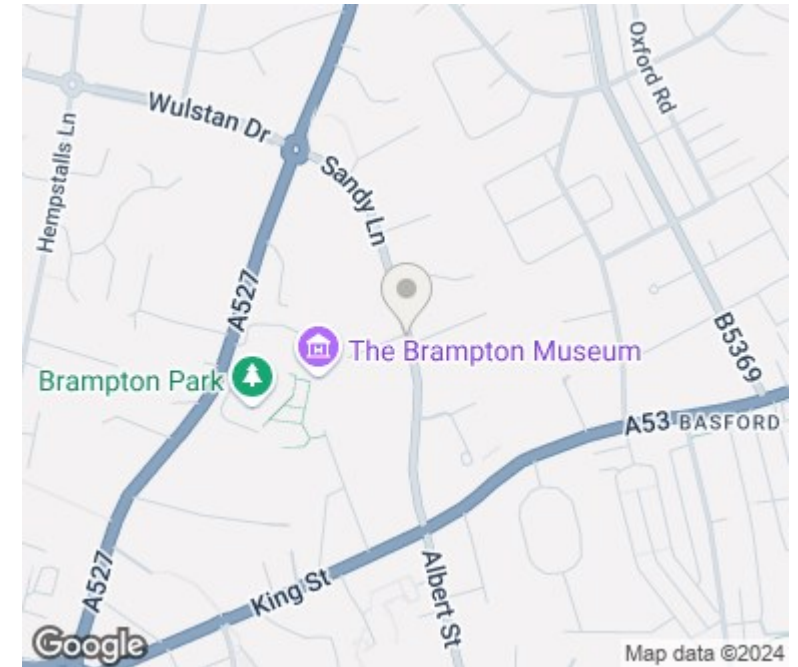 Oxford Rd
Wulstan Dr
Hempstalls Ln
Sandy Ln
A527
The Brampton Museum
Brampton Park
B5369
A53
BASFORD
A527
King St
Albert St
Google
Map data ©2024